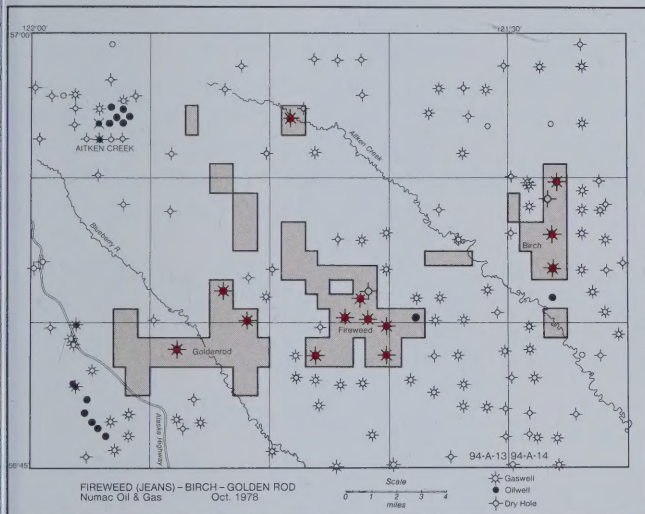 122°00'
121°30'
57°00'
AITKEN CREEK
Aitken Creek
Blueberry R.
Birch
Fireweed
Goldenrod
Alaska Highway
94-A-13 94-A-14
56°45'
FIREWEED (JEANS) – BIRCH – GOLDEN ROD
Numac Oil & Gas Oct. 1978
Scale
0 1 2 3 4
miles
Gaswell
Oilwell
Dry Hole